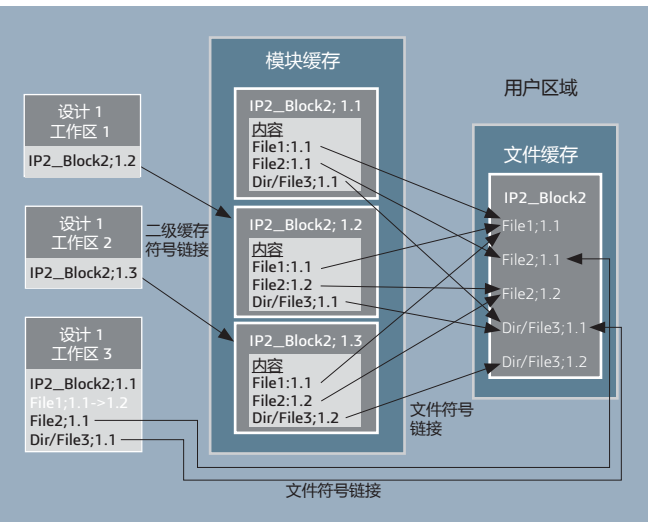 模块缓存
用户区域
设计 1
工作区 1
IP2_Block2;1.2
设计 1
工作区 2
IP2_Block2;1.3
设计 1
工作区 3
IP2_Block2;1.1
File1;1.1->1.2
File2;1.1
Dir/File3;1.1
二级缓存
符号链接
IP2_Block2; 1.1
内容
File1:1.1
File2:1.1
Dir/File3;1.1
IP2_Block2; 1.2
内容
File1:1.1
File2:1.2
Dir/File3;1.1
IP2_Block2; 1.3
内容
File1:1.1
File2:1.2
Dir/File3;1.2
文件缓存
IP2_Block2
File1;1.1
File2;1.1
File2;1.2
Dir/File3;1.1
Dir/File3;1.2
文件符号
链接
文件符号链接